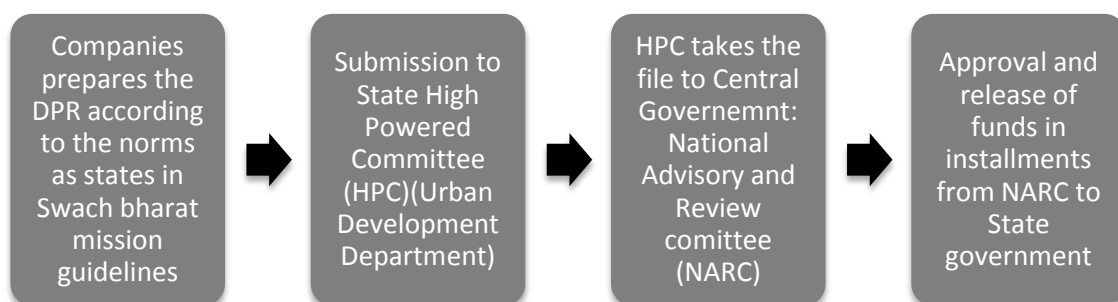 Companies
prepares the
DPR according
to the norms
as states in
Swach bharat
mission
guidelines
Submission to
State High
Powered
Committee
(HPC)(Urban
Development
Department)
HPC takes the
file to Central
Governemnt:
National
Advisory and
Review
comittee
(NARC)
Approval and
release of
funds in
installments
from NARC to
State
government